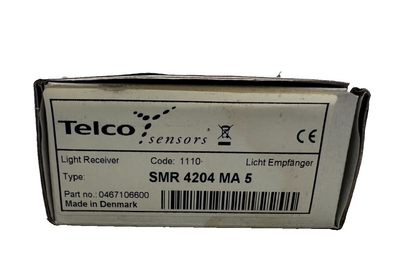 Telco
sensors®
CE
Light Receiver Code: 1110 Licht Empfänger
Type: SMR 4204 MA 5
Part no.:0467106600
Made in Denmark